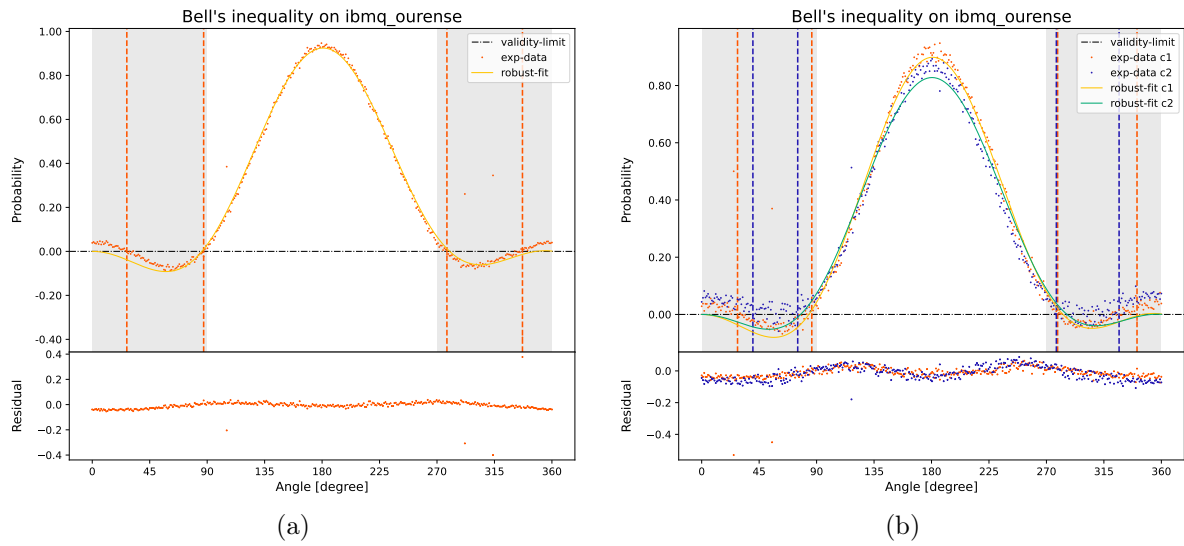 Bell's inequality on ibmq_ourense
1.00
0.80
0.60
0.40
0.20
0.00
-0.20
-0.40
Probability
validity-limit
exp-data
robust-fit
0.4
0.2
0.0
-0.2
-0.4
Residual
0 45 90 135 180 225 270 315 360
Angle [degree]
(a)
Bell's inequality on ibmq_ourense
0.80
0.60
0.40
0.20
0.00
Probability
validity-limit
exp-data c1
exp-data c2
robust-fit c1
robust-fit c2
0.0
-0.2
-0.4
Residual
0 45 90 135 180 225 270 315 360
Angle [degree]
(b)